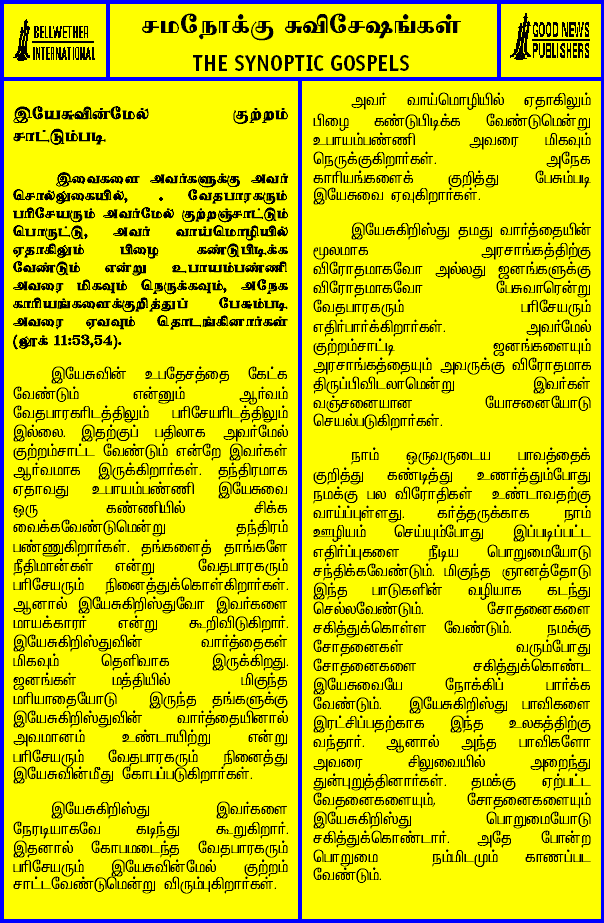 BELLWETHER
INTERNATIONAL
சமநோக்கு சுவிசேஷங்கள்
THE SYNOPTIC GOSPELS
GOOD NEWS
PUBLISHERS
இயேசுவின்மேல் குற்றம்
சாட்டும்படி
இவைகளை அவர்களுக்கு அவர்
சொல்லுகையில், . வேதபாரகரும்
பரிசேயரும் அவர்மேல் குற்றஞ்சாட்டும்
பொருட்டு, அவர் வாய்மொழியில்
ஏதாகிலும் பிழை கண்டுபிடிக்க
வேண்டும் என்று உபாயம்பண்ணி
அவரை மிகவும் நெருக்கவும், அநேக
காரியங்களைக்குறித்துப் பேசும்படி
அவரை ஏவவும் தொடங்கினார்கள்
(லூக் 11:53,54).
இயேசுவின் உபதேசத்தை கேட்க
வேண்டும் என்னும் ஆர்வம்
வேதபாரகரிடத்திலும் பரிசேயரிடத்திலும்
இல்லை. இதற்குப் பதிலாக அவர்மேல்
குற்றம்சாட்ட வேண்டும் என்றே இவர்கள்
ஆர்வமாக இருக்கிறார்கள். தந்திரமாக
ஏதாவது உபாயம்பண்ணி இயேசுவை
ஒரு கண்ணியில் சிக்க
வைக்கவேண்டுமென்று தந்திரம்
பண்ணுகிறார்கள். தங்களைத் தாங்களே
நீதிமான்கள் என்று வேதபாரகரும்
பரிசேயரும் நினைத்துக்கொள்கிறார்கள்.
ஆனால் இயேசுகிறிஸ்துவோ இவர்களை
மாயக்காரர் என்று கூறிவிடுகிறார்.
இயேசுகிறிஸ்துவின் வார்த்தைகள்
மிகவும் தெளிவாக இருக்கிறது.
ஜனங்கள் மத்தியில் மிகுந்த
மரியாதையோடு இருந்த தங்களுக்கு
இயேசுகிறிஸ்துவின் வார்த்தையினால்
அவமானம் உண்டாயிற்று என்று
பரிசேயரும் வேதபாரகரும் நினைத்து
இயேசுவின்மீது கோபப்படுகிறார்கள்.
இயேசுகிறிஸ்து இவர்களை
நேரடியாகவே கடிந்து கூறுகிறார்.
இதனால் கோபமடைந்த வேதபாரகரும்
பரிசேயரும் இயேசுவின்மேல் குற்றம்
சாட்டவேண்டுமென்று விரும்புகிறார்கள்.
அவர் வாய்மொழியில் ஏதாகிலும்
பிழை கண்டுபிடிக்க வேண்டுமென்று
உபாயம்பண்ணி அவரை மிகவும்
நெருக்குகிறார்கள். அநேக
காரியங்களைக் குறித்து பேசும்படி
இயேசுவை ஏவுகிறார்கள்.
இயேசுகிறிஸ்து தமது வார்த்தையின்
மூலமாக அரசாங்கத்திற்கு
விரோதமாகவோ அல்லது ஜனங்களுக்கு
விரோதமாகவோ பேசுவாரென்று
வேதபாரகரும் பரிசேயரும்
எதிர்பார்க்கிறார்கள். அவர்மேல்
குற்றம்சாட்டி ஜனங்களையும்
அரசாங்கத்தையும் அவருக்கு விரோதமாக
திருப்பிவிடலாமென்று இவர்கள்
வஞ்சனையான யோசனையோடு
செயல்படுகிறார்கள்.
நாம் ஒருவருடைய பாவத்தைக்
குறித்து கண்டித்து உணர்த்தும்போது
நமக்கு பல விரோதிகள் உண்டாவதற்கு
வாய்ப்புள்ளது. கர்த்தருக்காக நாம்
ஊழியம் செய்யும்போது இப்படிப்பட்ட
எதிர்ப்புகளை நீடிய பொறுமையோடு
சந்திக்கவேண்டும். மிகுந்த ஞானத்தோடு
இந்த பாடுகளின் வழியாக கடந்து
செல்லவேண்டும். சோதனைகளை
சகித்துக்கொள்ள வேண்டும். நமக்கு
சோதனைகள் வரும்போது
சோதனைகளை சகித்துக்கொண்ட
இயேசுவையே நோக்கிப் பார்க்க
வேண்டும். இயேசுகிறிஸ்து பாவிகளை
இரட்சிப்பதற்காக இந்த உலகத்திற்கு
வந்தார். ஆனால் அந்த பாவிகளோ
அவரை சிலுவையில் அறைந்து
துன்புறுத்தினார்கள். தமக்கு ஏற்பட்ட
வேதனைகளையும், சோதனைகளையும்
இயேசுகிறிஸ்து பொறுமையோடு
சகித்துக்கொண்டார். அதே போன்ற
பொறுமை நம்மிடமும் காணப்பட
வேண்டும்.